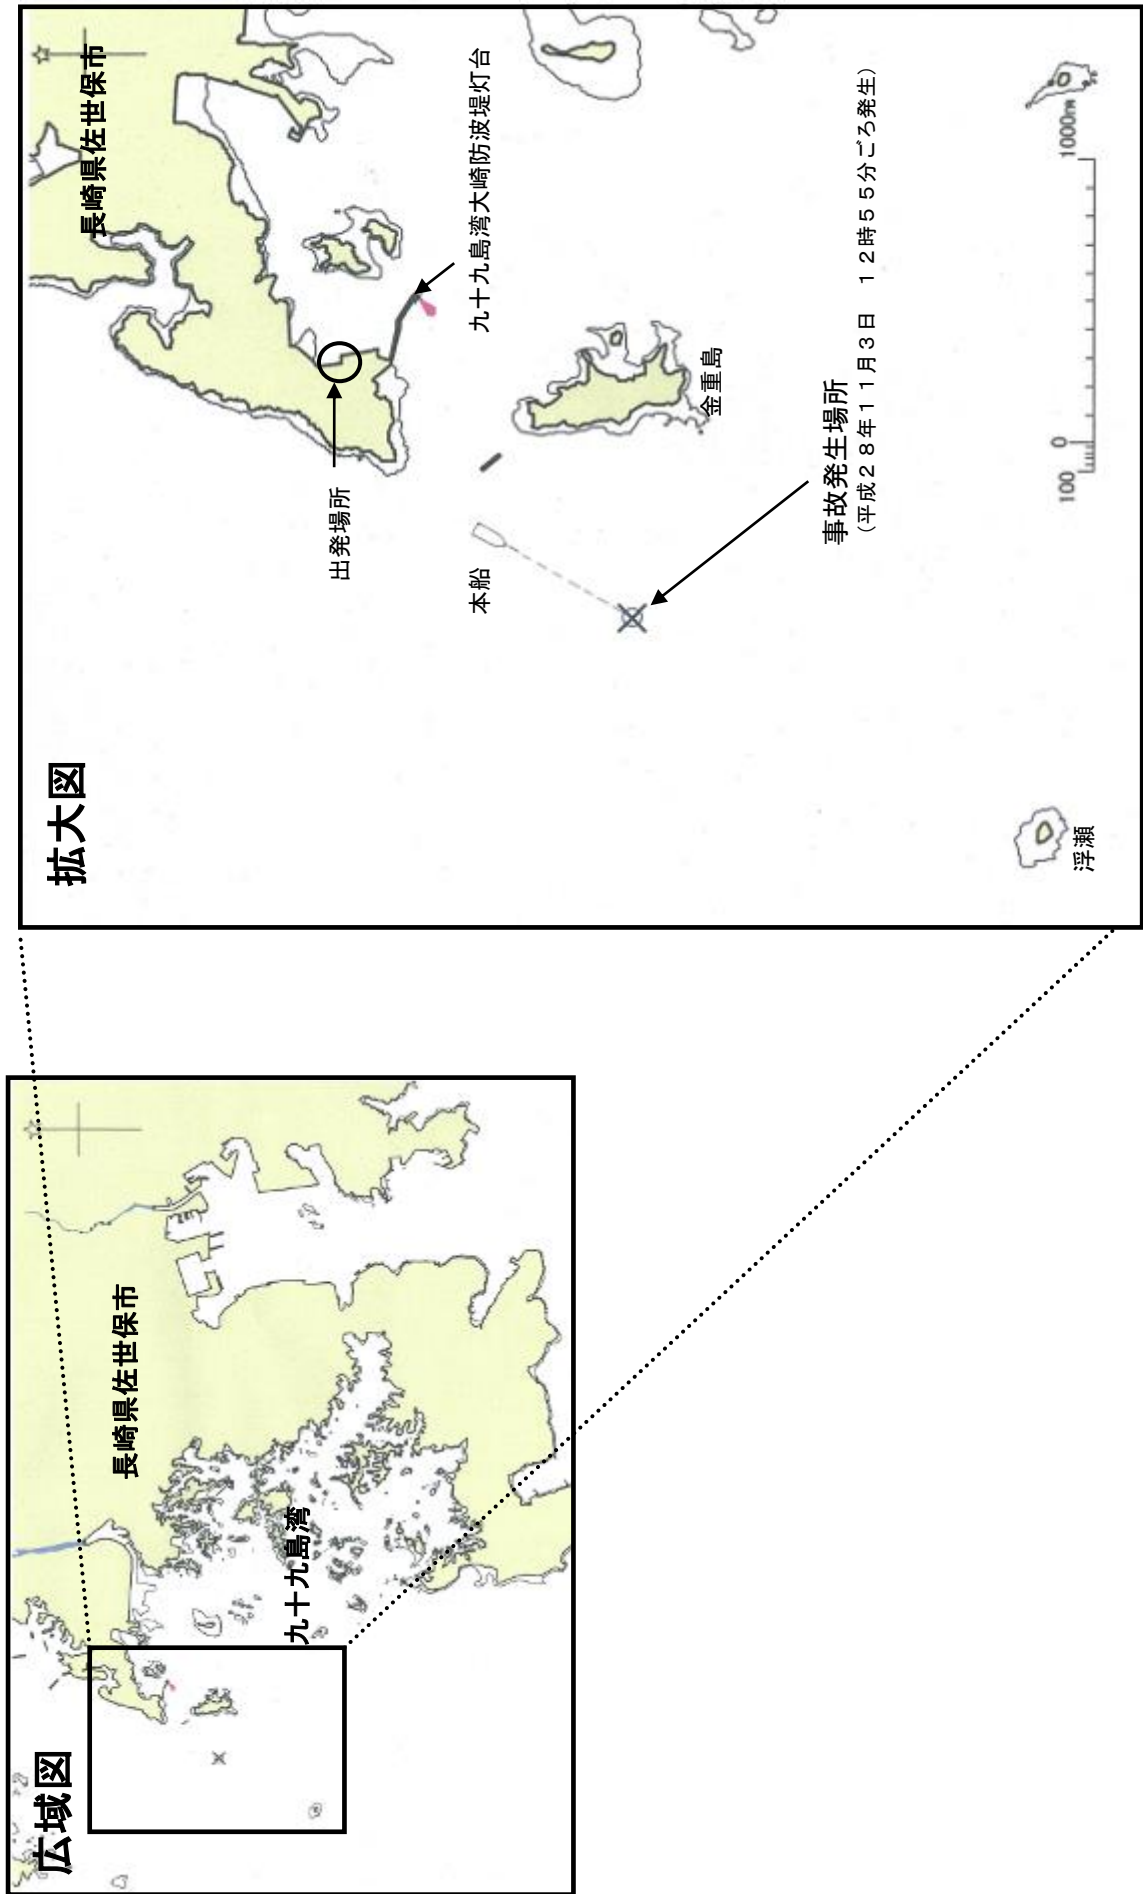 広域図
長崎県佐世保市
九十九島湾
拡大図
長崎県佐世保市
出発場所
九十九島湾大崎防波堤灯台
本船
金重島
事故発生場所
（平成２８年１１月３日　１２時５５分ごろ発生）
浮瀬
100
0
1000m